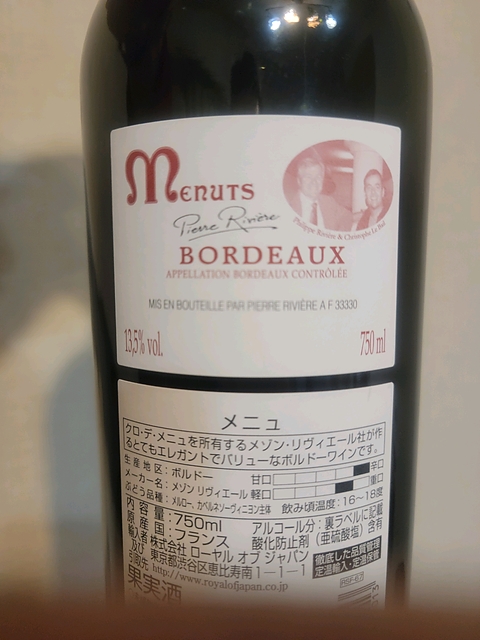 Menuts
Pierre Rivière
Philippe Rivière & Christophe Le Bail
BORDEAUX
APPELLATION BORDEAUX CONTRÔLÉE
MIS EN BOUTEILLE PAR PIERRE RIVIÈRE A F.33330
13,5% vol.
750 ml
メニュ
クロ・デ・メニュを所有するメゾン・リヴィエール社が作
るとてもエレガントでバリューなボルドーワインです。
生産地区：ボルドー 甘口 辛口
メーカー名：メゾン リヴィエール 軽口 重口
ぶどう品種：メルロー、カベルネソーヴィニヨン主体 飲み頃温度：16～18度
内容量：750ml アルコール分：裏ラベルに記載
原産国：フランス 酸化防止剤（亜硫酸塩）含有
輸入者 株式会社 ローヤル オブ ジャパン
及び引取先 東京都渋谷区恵比寿南1－1－1
http://www.royalofjapan.co.jp
徹底した品質管理
定温輸入・定温保管
果実酒